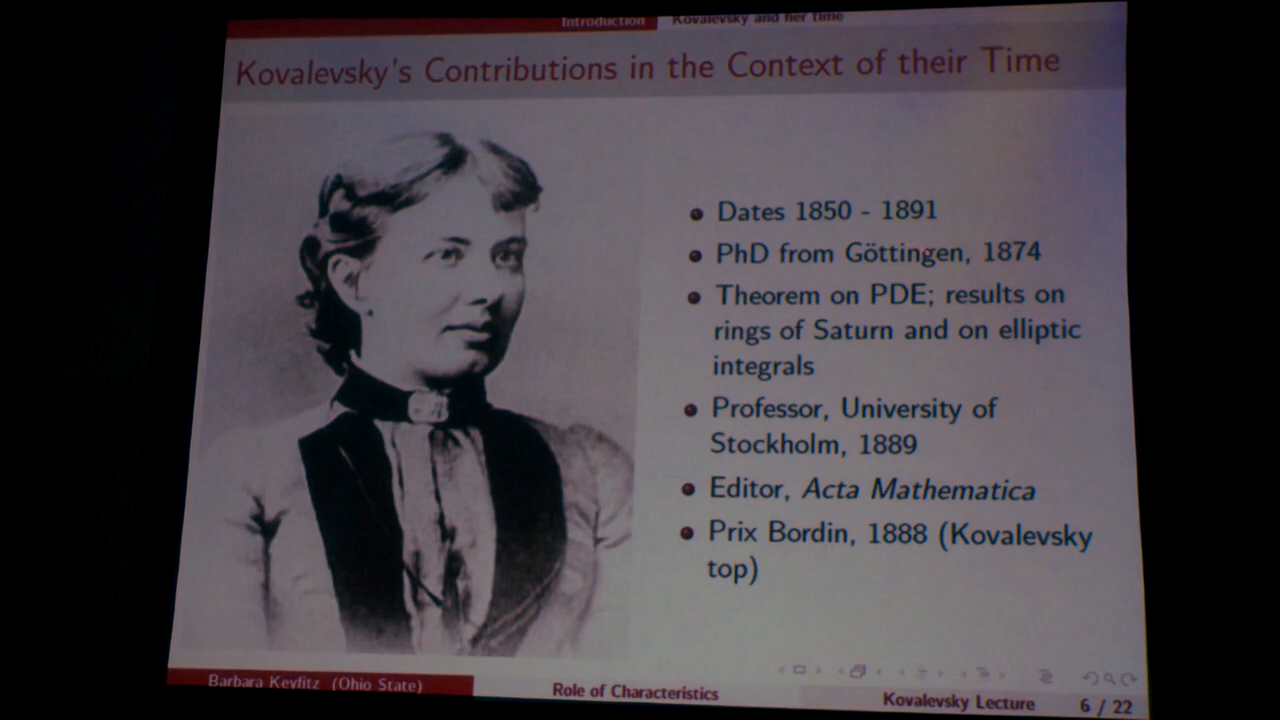 Introduction Kovalevsky and her time
Kovalevsky's Contributions in the Context of their Time
Dates 1850 - 1891
PhD from Göttingen, 1874
Theorem on PDE; results on
rings of Saturn and on elliptic
integrals
Professor, University of
Stockholm, 1889
Editor, Acta Mathematica
Prix Bordin, 1888 (Kovalevsky
top)
Barbara Keyfitz (Ohio State) Role of Characteristics Kovalevsky Lecture 6 / 22